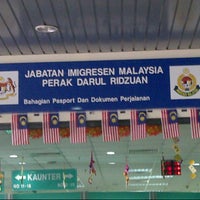 JABATAN IMIGRESEN MALAYSIA
PERAK DARUL RIDZUAN
Bahagian Pasport Dan Dokumen Perjalanan
KAUNTER